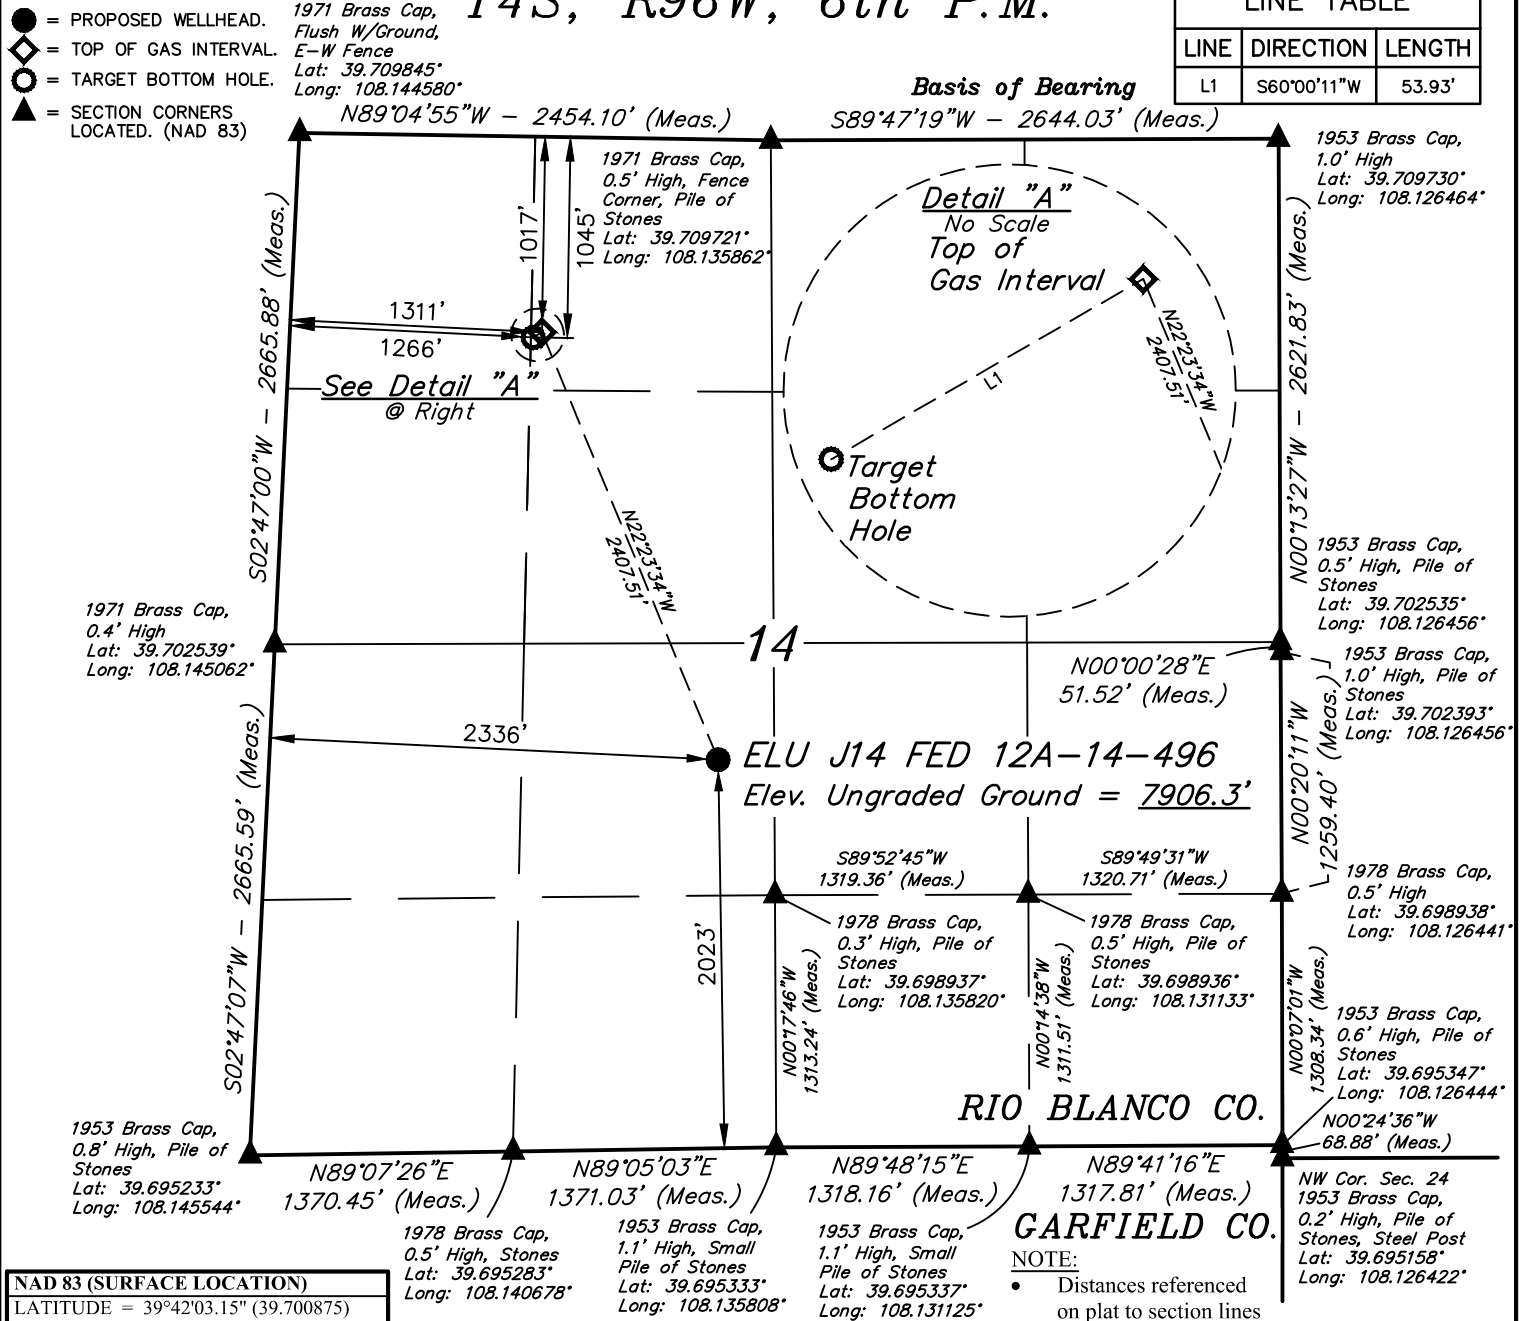 T4S, R96W, 6th P.M.
= PROPOSED WELLHEAD.
= TOP OF GAS INTERVAL.
= TARGET BOTTOM HOLE.
= SECTION CORNERS
LOCATED. (NAD 83)
1971 Brass Cap,
Flush W/Ground,
E-W Fence
Lat: 39.709845°
Long: 108.144580°
LINE TABLE
LINE DIRECTION LENGTH
L1 S60°00'11"W 53.93'
Basis of Bearing
N89°04'55"W - 2454.10' (Meas.)
S89°47'19"W - 2644.03' (Meas.)
1953 Brass Cap,
1.0' High
Lat: 39.709730°
Long: 108.126464°
1971 Brass Cap,
0.5' High, Fence
Corner, Pile of
Stones
Lat: 39.709721°
Long: 108.135862°
1017'
1045'
Detail "A"
No Scale
Top of
Gas Interval
N22°23'34"W
2407.51'
L1
Target
Bottom
Hole
1311'
1266'
See Detail "A"
@ Right
S02°47'00"W - 2665.88' (Meas.)
N00°13'27"W - 2621.83' (Meas.)
N22°23'34"W
2407.51'
1953 Brass Cap,
0.5' High, Pile of
Stones
Lat: 39.702535°
Long: 108.126456°
1971 Brass Cap,
0.4' High
Lat: 39.702539°
Long: 108.145062°
14
N00°00'28"E
51.52' (Meas.)
1953 Brass Cap,
1.0' High, Pile of
Stones
Lat: 39.702393°
Long: 108.126456°
2336'
ELU J14 FED 12A-14-496
Elev. Ungraded Ground = 7906.3'
N00°20'11"W
1259.40' (Meas.)
S02°47'07"W - 2665.59' (Meas.)
S89°52'45"W
1319.36' (Meas.)
S89°49'31"W
1320.71' (Meas.)
1978 Brass Cap,
0.5' High
Lat: 39.698938°
Long: 108.126441°
2023'
1978 Brass Cap,
0.3' High, Pile of
Stones
Lat: 39.698937°
Long: 108.135820°
1978 Brass Cap,
0.5' High, Pile of
Stones
Lat: 39.698936°
Long: 108.131133°
N00°17'46"W
1313.24' (Meas.)
N00°14'38"W
1311.51' (Meas.)
N00°07'01"W
1308.34' (Meas.)
1953 Brass Cap,
0.6' High, Pile of
Stones
Lat: 39.695347°
Long: 108.126444°
RIO BLANCO CO.
N00°24'36"W
68.88' (Meas.)
1953 Brass Cap,
0.8' High, Pile of
Stones
Lat: 39.695233°
Long: 108.145544°
N89°07'26"E
1370.45' (Meas.)
N89°05'03"E
1371.03' (Meas.)
N89°48'15"E
1318.16' (Meas.)
N89°41'16"E
1317.81' (Meas.)
NW Cor. Sec. 24
1953 Brass Cap,
0.2' High, Pile of
Stones, Steel Post
Lat: 39.695158°
Long: 108.126422°
GARFIELD CO.
1978 Brass Cap,
0.5' High, Stones
Lat: 39.695283°
Long: 108.140678°
1953 Brass Cap,
1.1' High, Small
Pile of Stones
Lat: 39.695333°
Long: 108.135808°
1953 Brass Cap,
1.1' High, Small
Pile of Stones
Lat: 39.695337°
Long: 108.131125°
NOTE:
• Distances referenced
on plat to section lines
NAD 83 (SURFACE LOCATION)
LATITUDE = 39°42'03.15" (39.700875)